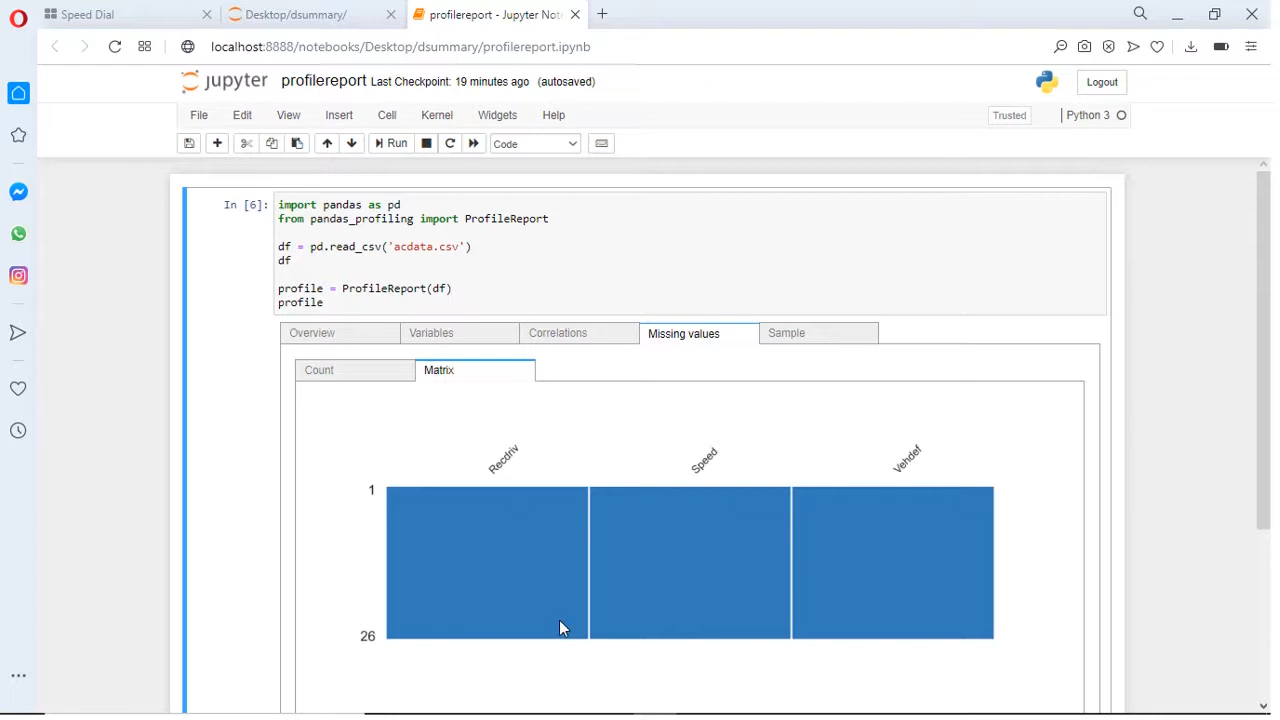 Speed Dial
Desktop/dsummary/
profilereport - Jupyter Note
localhost:8888/notebooks/Desktop/dsummary/profilereport.ipynb
jupyter profilereport Last Checkpoint: 19 minutes ago (autosaved)
Logout
File Edit View Insert Cell Kernel Widgets Help
Trusted
Python 3
Run
Code
In [6]:
import pandas as pd
from pandas_profiling import ProfileReport
df = pd.read_csv('acdata.csv')
df
profile = ProfileReport(df)
profile
Overview Variables Correlations Missing values Sample
Count Matrix
Recdriv Speed Vehdef
1
26